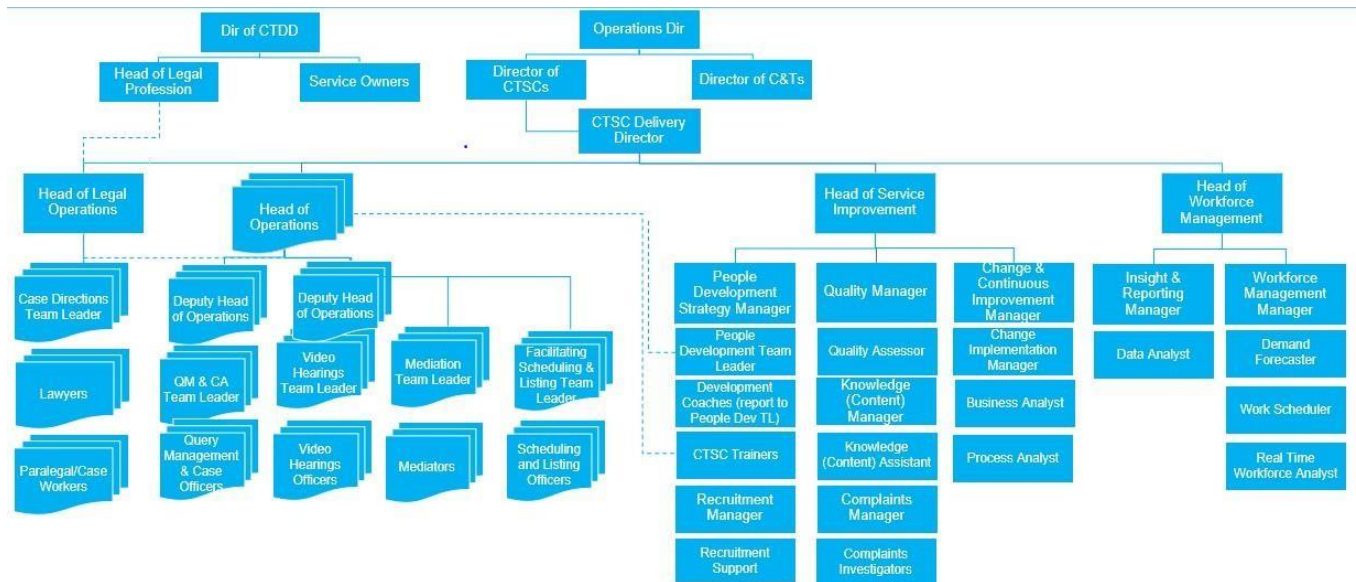 Dir of CTDD
Operations Dir
Head of Legal
Profession
Service Owners
Director of
CTSCs
Director of C&Ts
CTSC Delivery
Director
Head of Legal
Operations
Head of
Operations
Head of Service
Improvement
Head of
Workforce
Management
Case Directions
Team Leader
Deputy Head
of Operations
Deputy Head
of Operations
People
Development
Strategy Manager
Quality Manager
Change &
Continuous
Improvement
Manager
Insight &
Reporting
Manager
Workforce
Management
Manager
Lawyers
QM & CA
Team Leader
Video
Hearings
Team Leader
Mediation
Team Leader
Facilitating
Scheduling &
Listing Team
Leader
People
Development Team
Leader
Quality Assessor
Change
Implementation
Manager
Data Analyst
Demand
Forecaster
Development
Coaches (report to
People Dev TL)
Knowledge
(Content)
Manager
Business Analyst
Work Scheduler
Paralegal/Case
Workers
Query
Management
& Case
Officers
Video
Hearings
Officers
Mediators
Scheduling
and Listing
Officers
CTSC Trainers
Knowledge
(Content) Assistant
Process Analyst
Real Time
Workforce Analyst
Recruitment
Manager
Complaints
Manager
Recruitment
Support
Complaints
Investigators